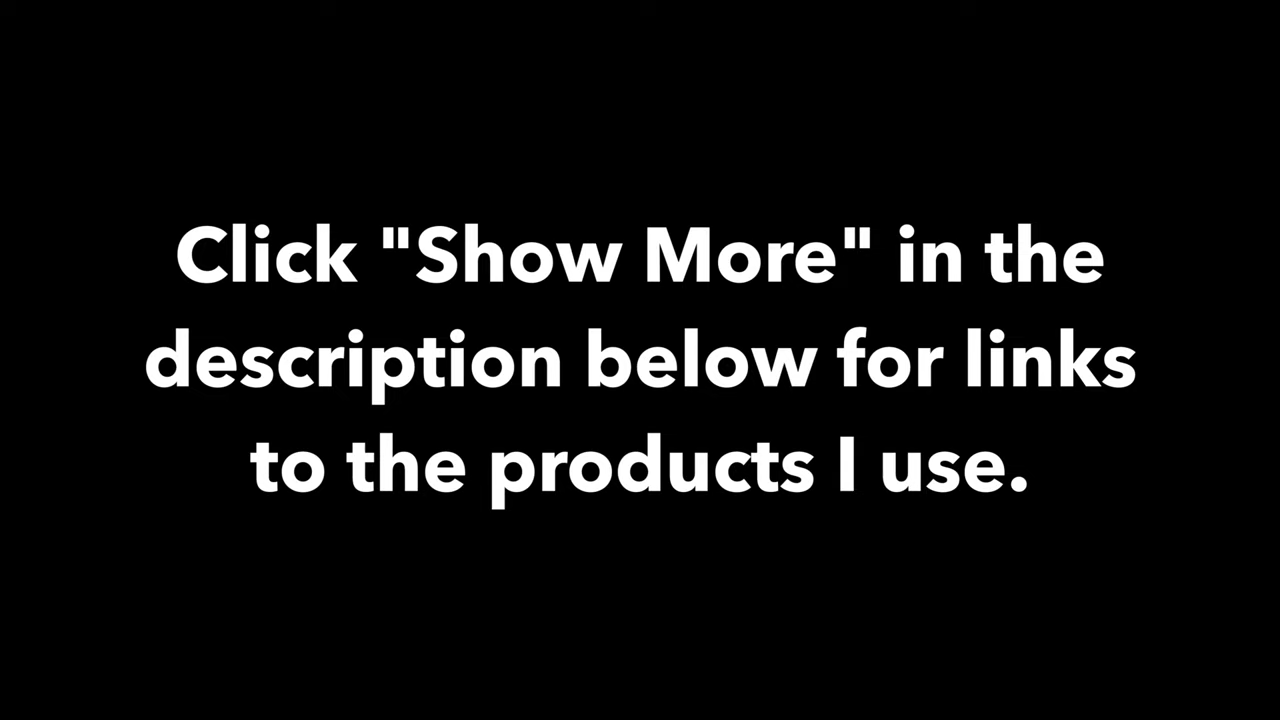 Click "Show More" in the
description below for links
to the products I use.